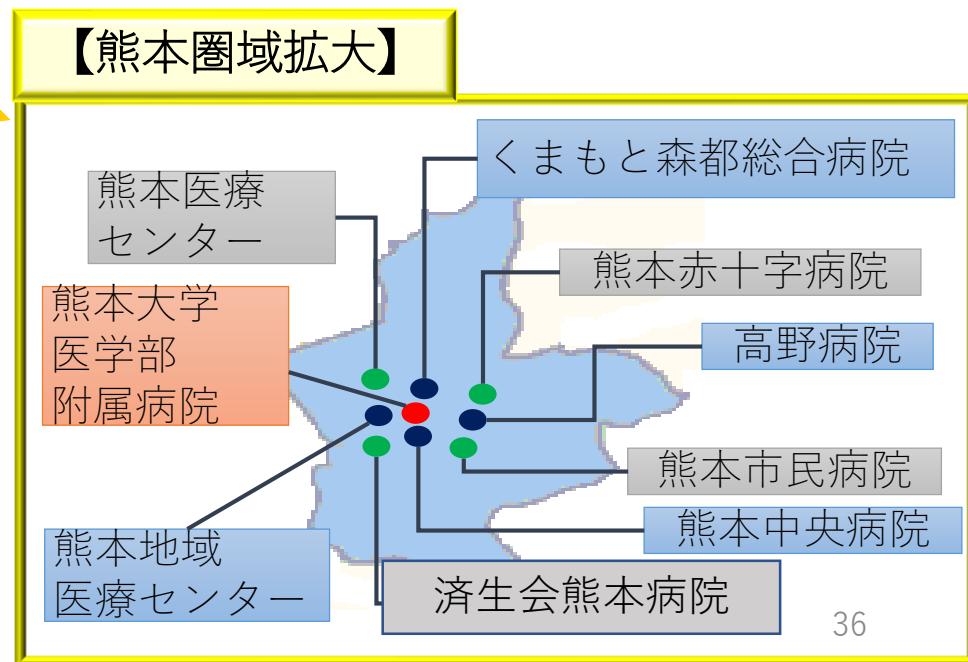 【熊本圏域拡大】
くまもと森都総合病院
熊本医療
センター
熊本赤十字病院
熊本大学
医学部
附属病院
高野病院
熊本市民病院
熊本中央病院
熊本地域
医療センター
済生会熊本病院
36